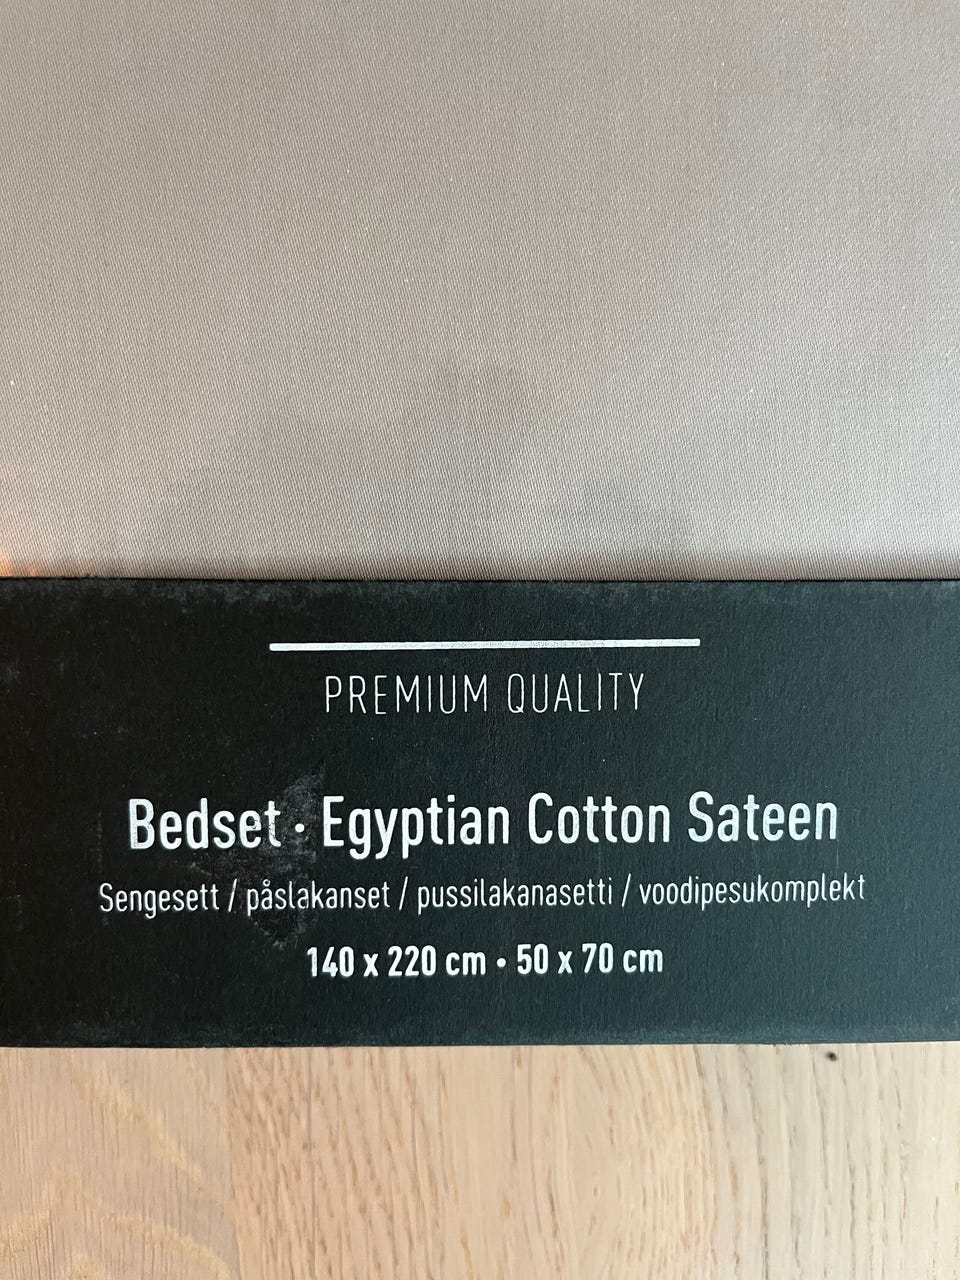 PREMIUM QUALITY
Bedset · Egyptian Cotton Sateen
Sengesett / påslakanset / pussilakanasetti / voodipesukomplekt
140 x 220 cm • 50 x 70 cm